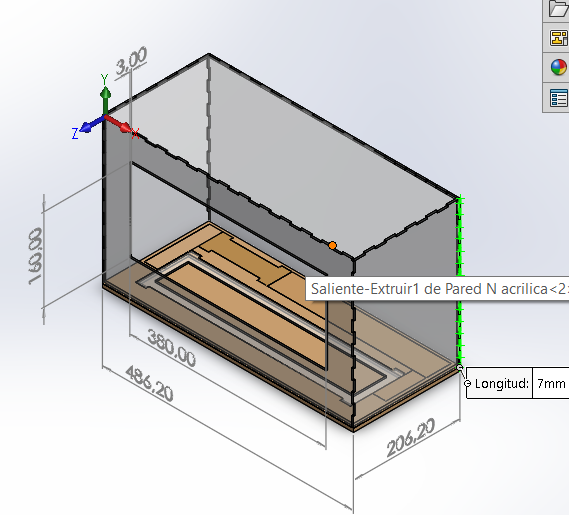 3,00
Y
Z
X
160,00
Saliente-Extruir1 de Pared N acrilica<2>
380,00
486,20
Longitud: 7mm
206,20